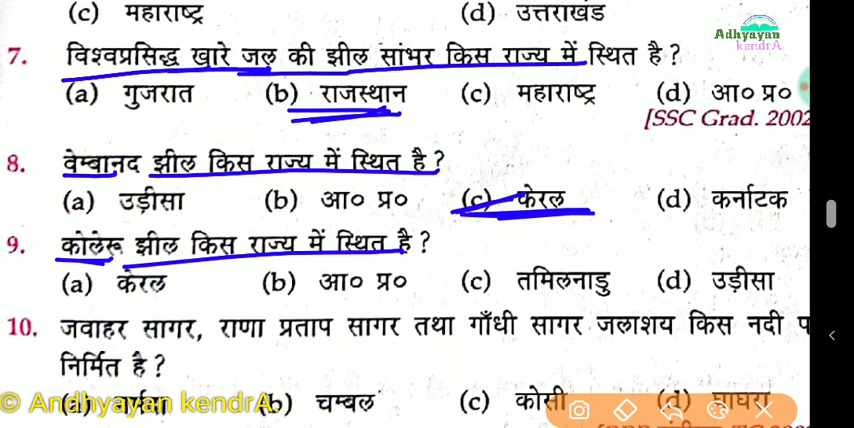 (c) महाराष्ट्र (d) उत्तराखंड
Adhyayan
kendrA
7. विश्वप्रसिद्ध खारे जल की झील सांभर किस राज्य में स्थित है?
(a) गुजरात (b) राजस्थान (c) महाराष्ट्र (d) आ० प्र०
[SSC Grad. 2002
8. वेम्बानद झील किस राज्य में स्थित है?
(a) उड़ीसा (b) आ० प्र० (c) केरल (d) कर्नाटक
9. कोलेरू झील किस राज्य में स्थित है?
(a) केरल (b) आ० प्र० (c) तमिलनाडु (d) उड़ीसा
10. जवाहर सागर, राणा प्रताप सागर तथा गाँधी सागर जलाशय किस नदी प
निर्मित है?
(a) (b) चम्बल (c) कोसी (d) घाघरा
© Andhyayan kendrA